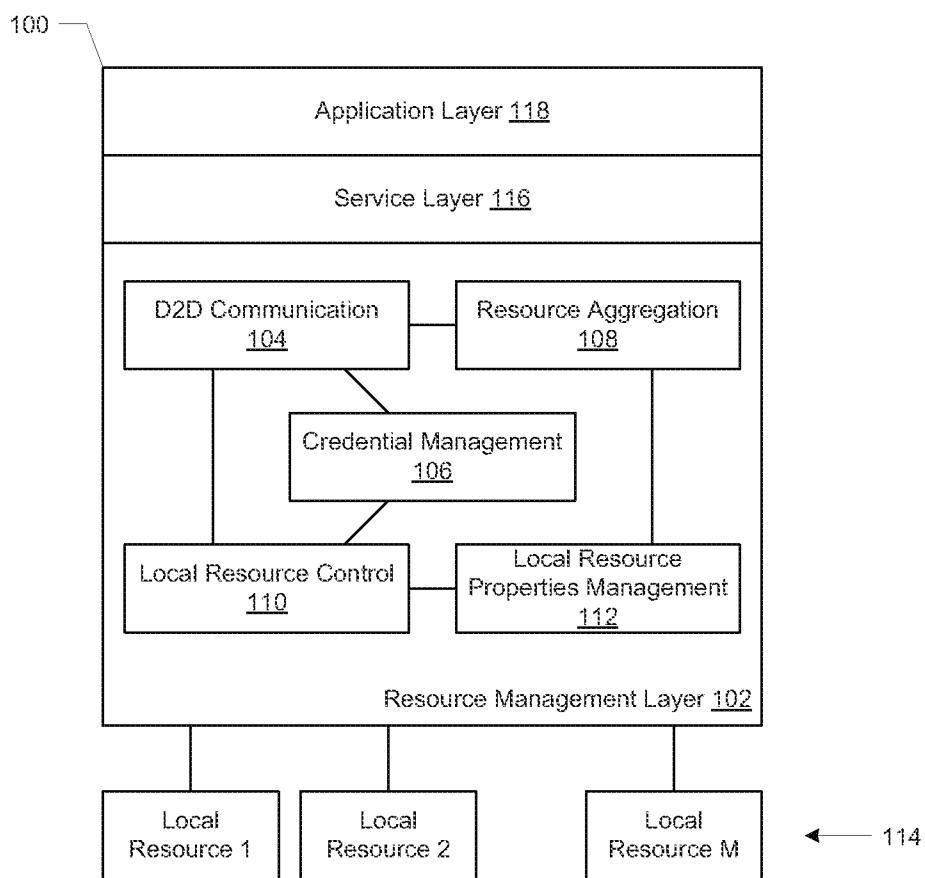 100
Application Layer 118
Service Layer 116
D2D Communication
104
Resource Aggregation
108
Credential Management
106
Local Resource Control
110
Local Resource
Properties Management
112
Resource Management Layer 102
Local
Resource 1
Local
Resource 2
Local
Resource M
114